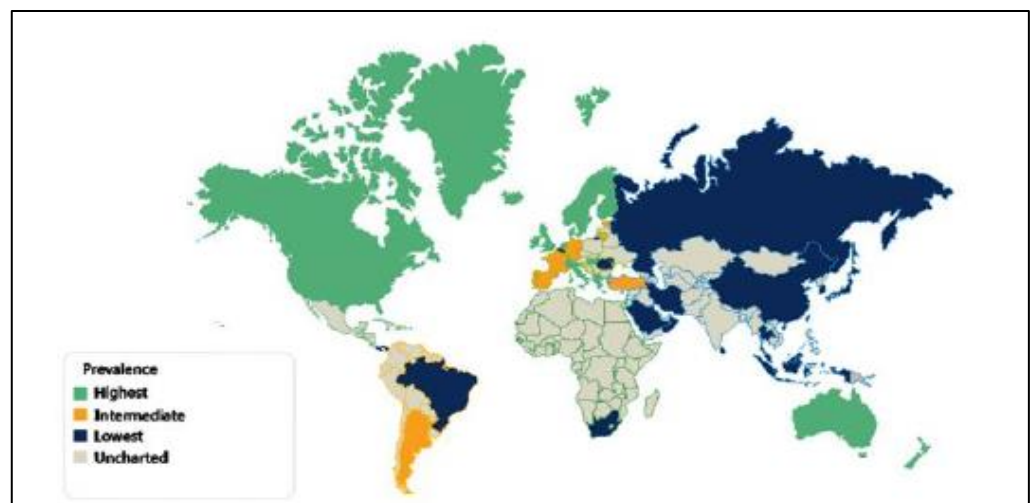 Prevalence
Highest
Intermediate
Lowest
Uncharted